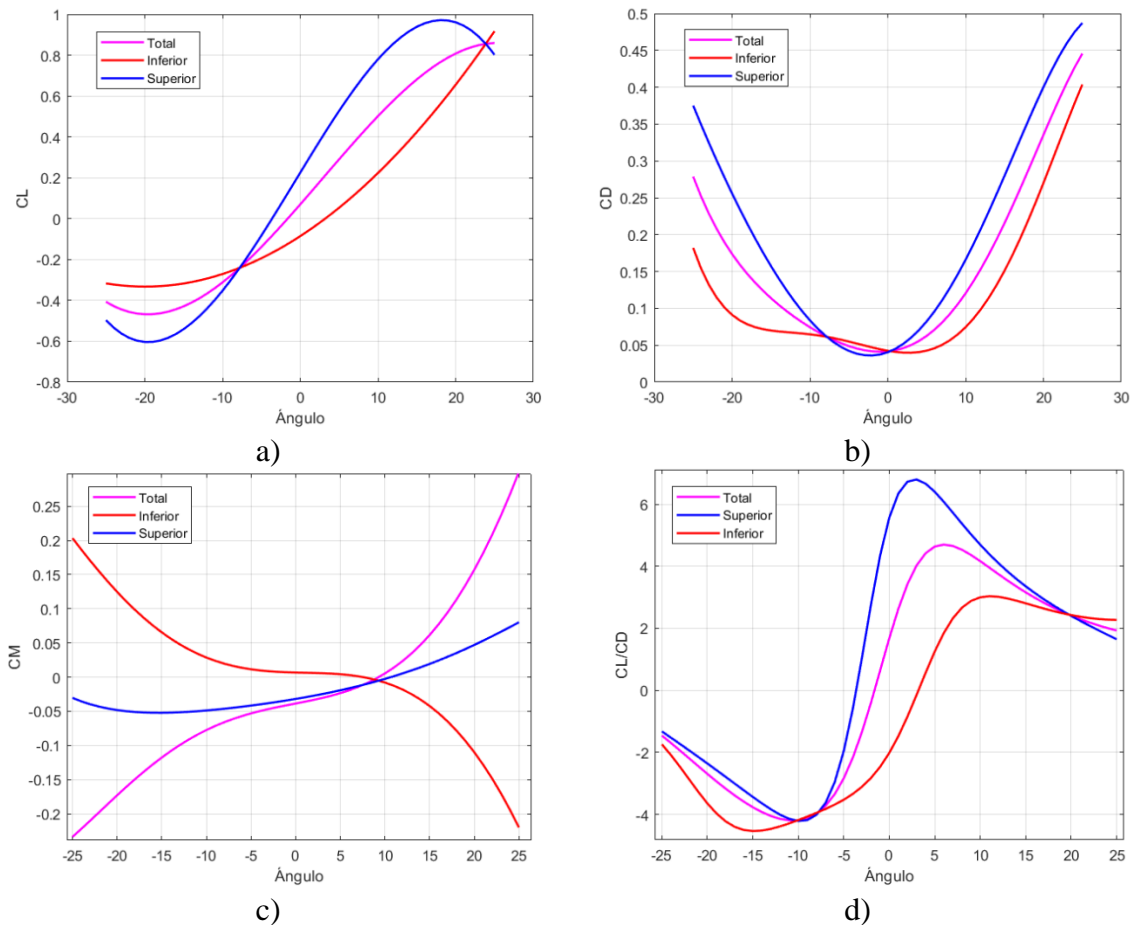 1
0.8
0.6
0.4
0.2
0
-0.2
-0.4
-0.6
-0.8
CL
Total
Inferior
Superior
-30 -20 -10 0 10 20 30
Ángulo
a)
0.5
0.45
0.4
0.35
0.3
0.25
0.2
0.15
0.1
0.05
0
CD
Total
Inferior
Superior
-30 -20 -10 0 10 20 30
Ángulo
b)
0.25
0.2
0.15
0.1
0.05
0
-0.05
-0.1
-0.15
-0.2
CM
Total
Inferior
Superior
-25 -20 -15 -10 -5 0 5 10 15 20 25
Ángulo
c)
6
4
2
0
-2
-4
CL/CD
Total
Superior
Inferior
-25 -20 -15 -10 -5 0 5 10 15 20 25
Ángulo
d)